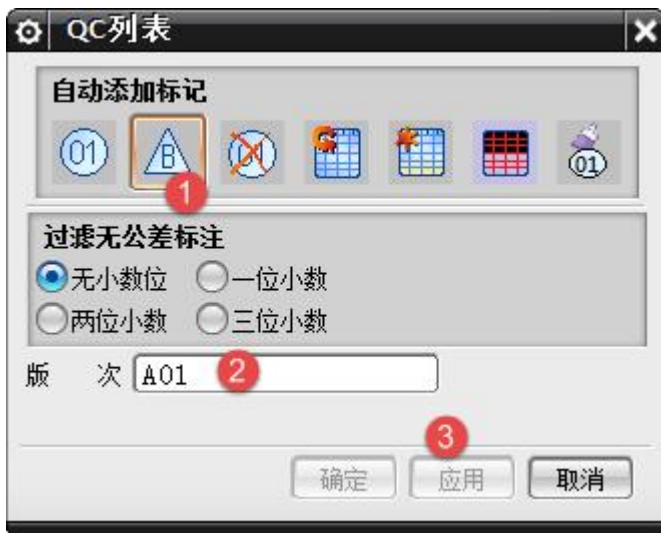 QC列表
自动添加标记
01 B 01
1
过滤无公差标注
无小数位 一位小数
两位小数 三位小数
版 次 A01 2
3
确定 应用 取消